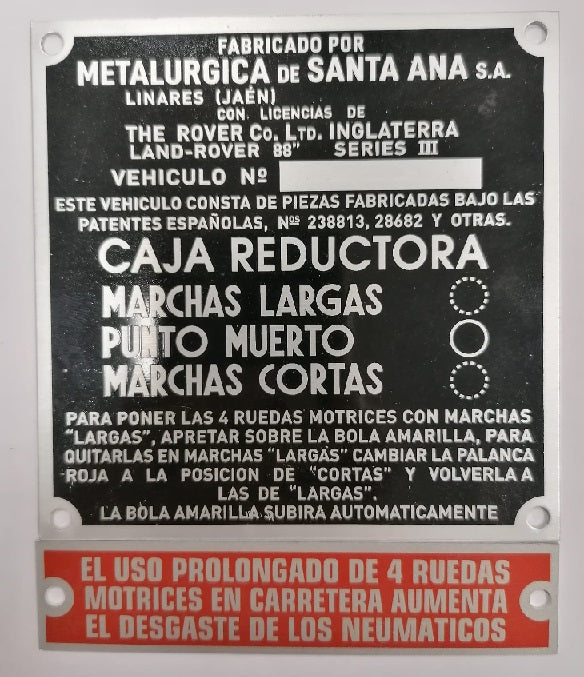 FABRICADO POR
METALURGICA DE SANTA ANA S.A.
LINARES (JAÉN)
CON LICENCIAS DE
THE ROVER Co. LTD. INGLATERRA
LAND-ROVER 88" SERIES III
VEHICULO Nº
ESTE VEHICULO CONSTA DE PIEZAS FABRICADAS BAJO LAS
PATENTES ESPAÑOLAS, Nos 238813, 28682 Y OTRAS.
CAJA REDUCTORA
MARCHAS LARGAS
PUNTO MUERTO
MARCHAS CORTAS
PARA PONER LAS 4 RUEDAS MOTRICES CON MARCHAS
"LARGAS", APRETAR SOBRE LA BOLA AMARILLA, PARA
QUITARLAS EN MARCHAS "LARGAS" CAMBIAR LA PALANCA
ROJA A LA POSICION DE "CORTAS" Y VOLVERLA A
LAS DE "LARGAS".
LA BOLA AMARILLA SUBIRA AUTOMATICAMENTE
EL USO PROLONGADO DE 4 RUEDAS
MOTRICES EN CARRETERA AUMENTA
EL DESGASTE DE LOS NEUMATICOS